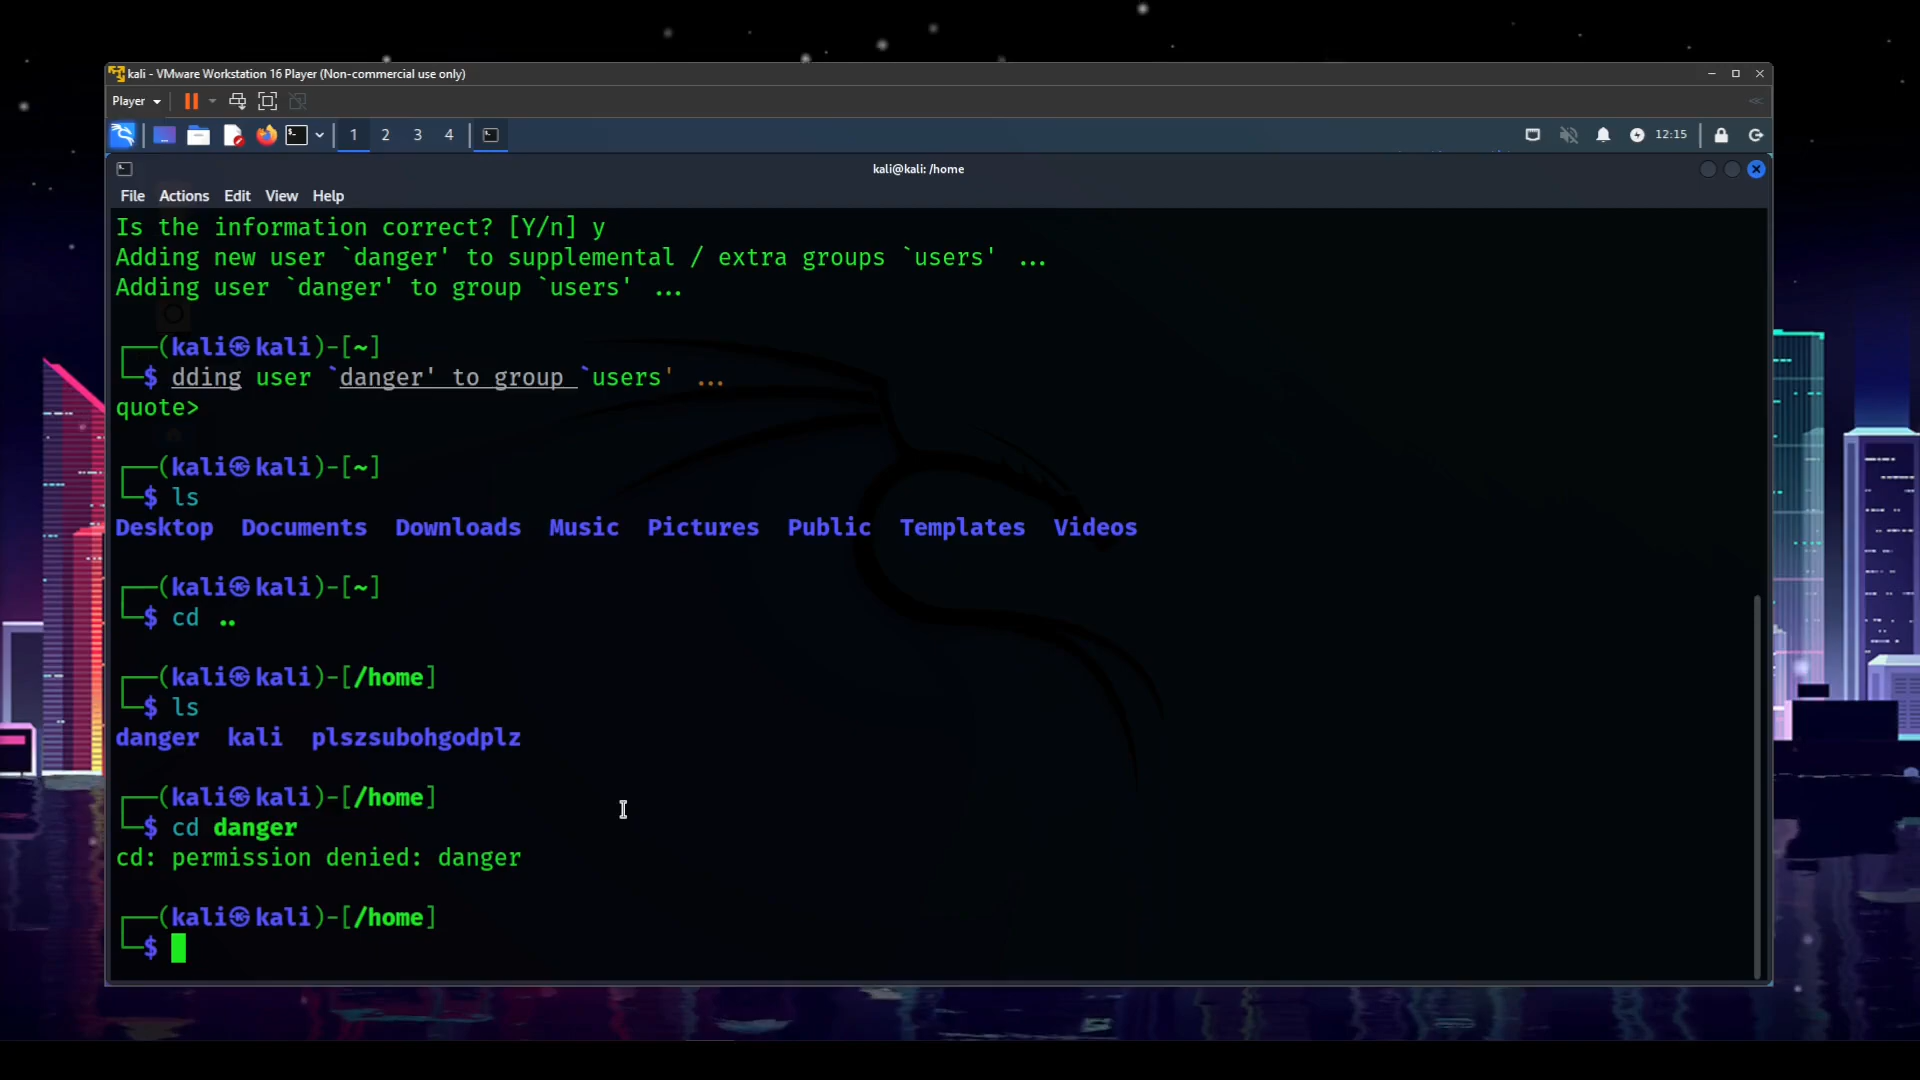 kali - VMware Workstation 16 Player (Non-commercial use only)
Player
1 2 3 4 12:15
kali@kali: /home
File Actions Edit View Help
Is the information correct? [Y/n] y
Adding new user `danger' to supplemental / extra groups `users' ...
Adding user `danger' to group `users' ...
┌──(kali㉿kali)-[~]
└─$ dding user `danger' to group `users' ...
quote>
┌──(kali㉿kali)-[~]
└─$ ls
Desktop Documents Downloads Music Pictures Public Templates Videos
┌──(kali㉿kali)-[~]
└─$ cd ..
┌──(kali㉿kali)-[/home]
└─$ ls
danger kali plszsubohgodplz
┌──(kali㉿kali)-[/home]
└─$ cd danger
cd: permission denied: danger
┌──(kali㉿kali)-[/home]
└─$